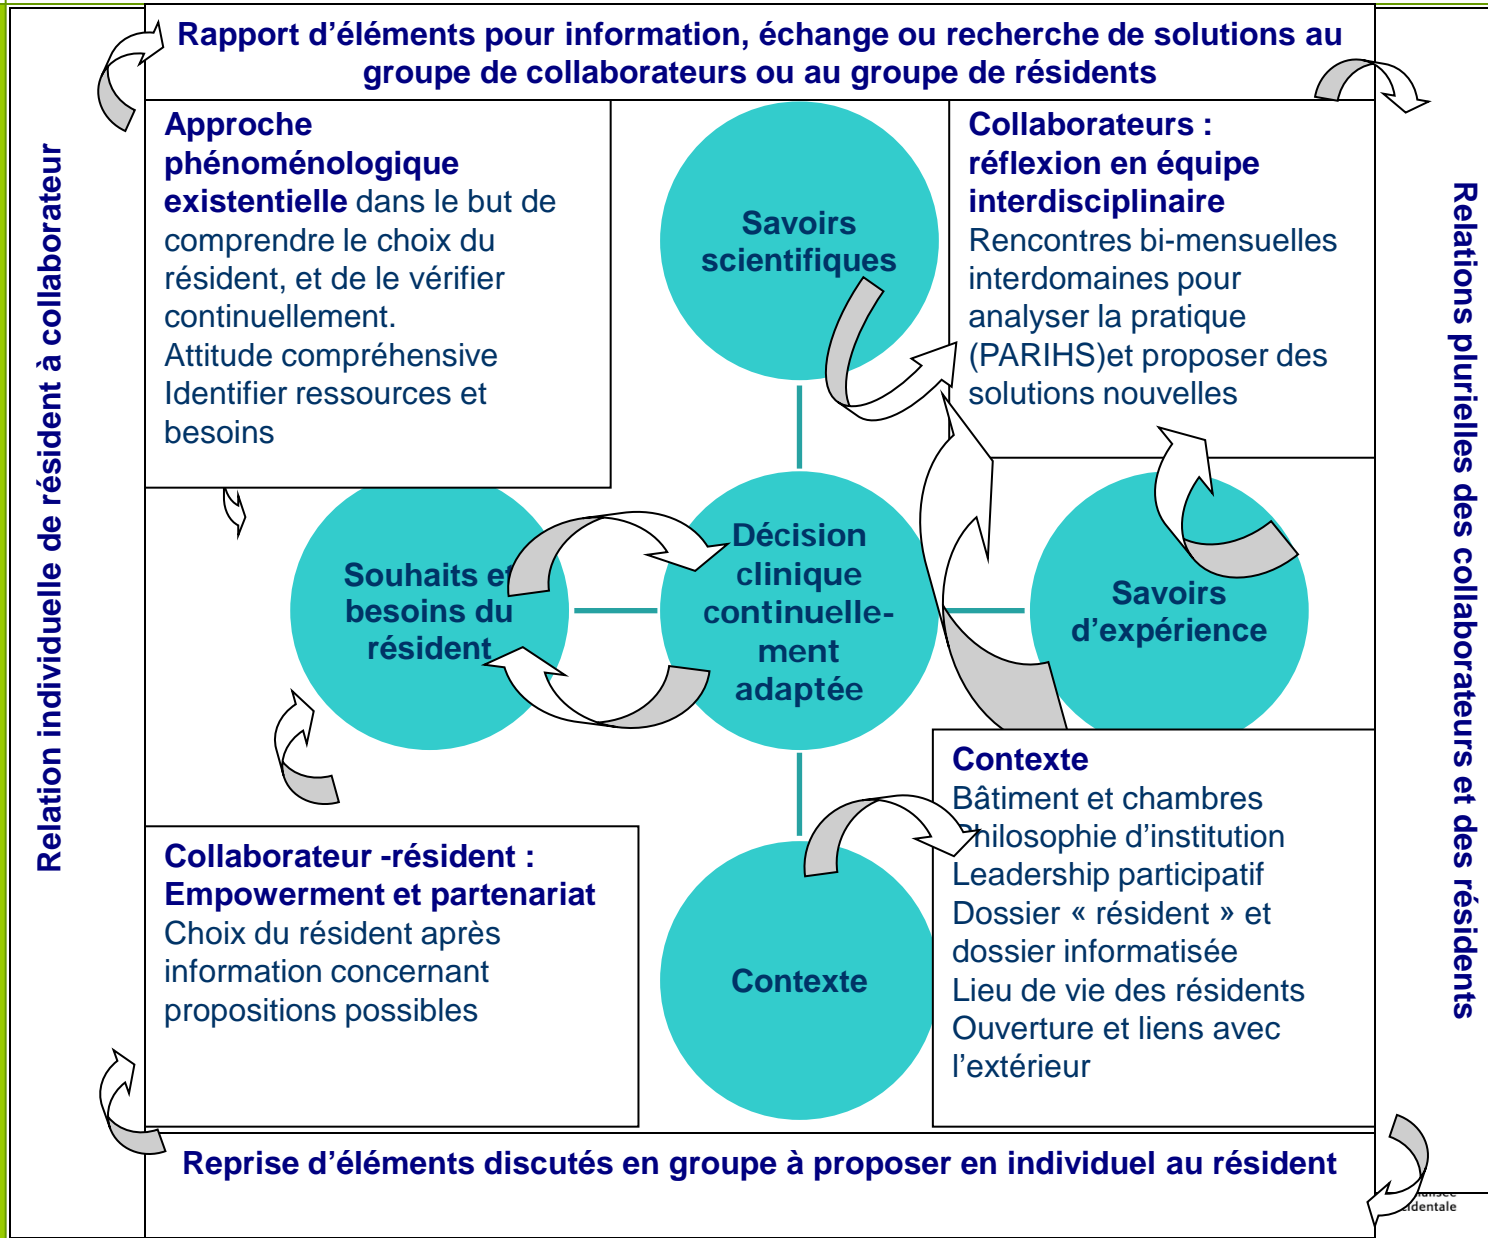 Rapport d’éléments pour information, échange ou recherche de solutions au
groupe de collaborateurs ou au groupe de résidents
Relation individuelle de résident à collaborateur
Approche
phénoménologique
existentielle dans le but de
comprendre le choix du
résident, et de le vérifier
continuellement.
Attitude compréhensive
Identifier ressources et
besoins
Savoirs
scientifiques
Collaborateurs :
réflexion en équipe
interdisciplinaire
Rencontres bi-mensuelles
interdomaines pour
analyser la pratique
(PARIHS)et proposer des
solutions nouvelles
Relations plurielles des collaborateurs et des résidents
Souhaits et
besoins du
résident
Décision
clinique
continuelle-
ment
adaptée
Savoirs
d’expérience
Collaborateur -résident :
Empowerment et partenariat
Choix du résident après
information concernant
propositions possibles
Contexte
Contexte
Bâtiment et chambres
Philosophie d’institution
Leadership participatif
Dossier « résident » et
dossier informatisée
Lieu de vie des résidents
Ouverture et liens avec
l’extérieur
Reprise d’éléments discutés en groupe à proposer en individuel au résident